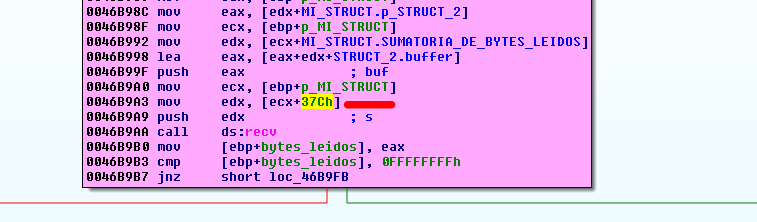 0046B98C mov eax, [edx+MI_STRUCT.p_STRUCT_2]
0046B98F mov ecx, [ebp+p_MI_STRUCT]
0046B992 mov edx, [ecx+MI_STRUCT.SUMATORIA_DE_BYTES_LEIDOS]
0046B998 lea eax, [eax+edx+STRUCT_2.buffer]
0046B99F push eax ; buf
0046B9A0 mov ecx, [ebp+p_MI_STRUCT]
0046B9A3 mov edx, [ecx+37Ch]
0046B9A9 push edx ; s
0046B9AA call ds:recv
0046B9B0 mov [ebp+bytes_leidos], eax
0046B9B3 cmp [ebp+bytes_leidos], 0FFFFFFFFh
0046B9B7 jnz short loc_46B9FB